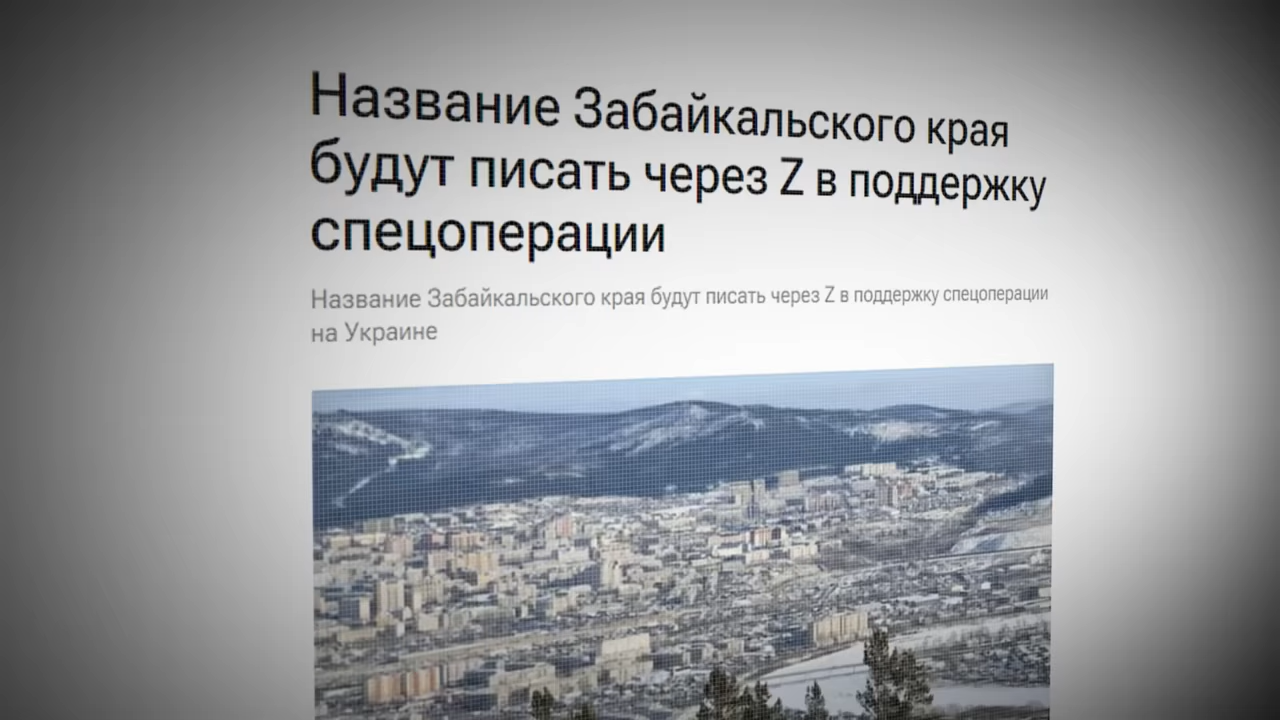 Название Забайкальского края
будут писать через Z в поддержку
спецоперации
Название Забайкальского края будут писать через Z в поддержку спецоперации
на Украине